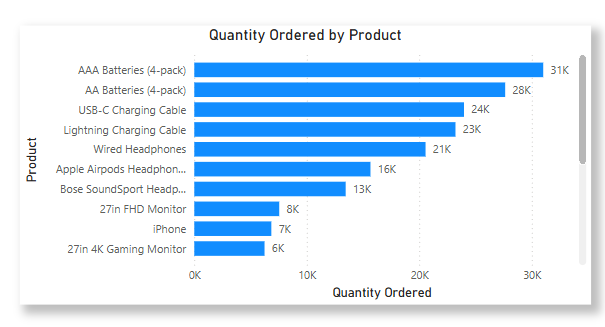 Quantity Ordered by Product
AAA Batteries (4-pack) 31K
AA Batteries (4-pack) 28K
USB-C Charging Cable 24K
Lightning Charging Cable 23K
Wired Headphones 21K
Apple Airpods Headphon... 16K
Bose SoundSport Headp... 13K
27in FHD Monitor 8K
iPhone 7K
27in 4K Gaming Monitor 6K
Product
0K 10K 20K 30K
Quantity Ordered